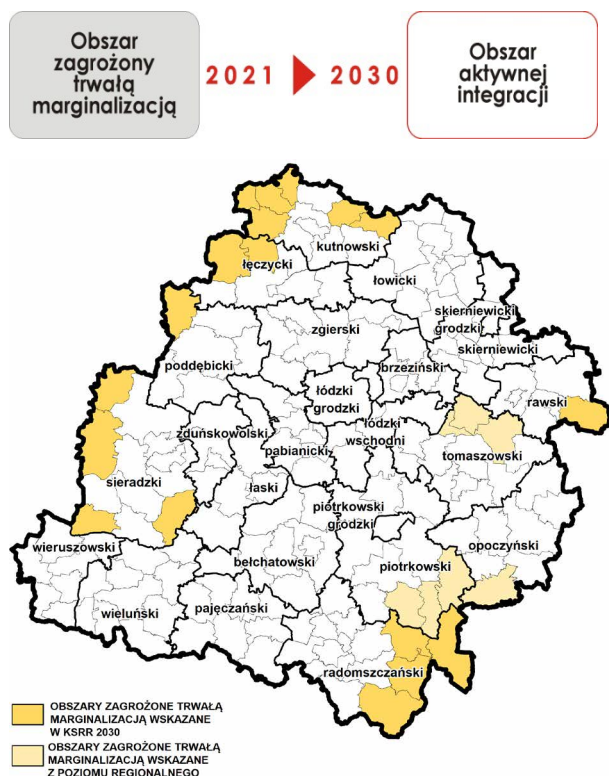 Obszar
zagrożony
trwałą
marginalizacją
2021 2030
Obszar
aktywnej
integracji
kutnowski
łęczycki
łowicki
skierniewicki
grodzki
zgierski
skierniewicki
brzeziński
poddębicki
łódzki
grodzki
rawski
łódzki
wschodni
zduńskowolski
pabianicki
tomaszowski
sieradzki
łaski
piotrkowski
grodzki
opoczyński
wieruszowski
bełchatowski
piotrkowski
wieluński
pajęczański
radomszczański
OBSZARY ZAGROŻONE TRWAŁĄ
MARGINALIZACJĄ WSKAZANE
W KSRR 2030
OBSZARY ZAGROŻONE TRWAŁĄ
MARGINALIZACJĄ WSKAZANE
Z POZIOMU REGIONALNEGO